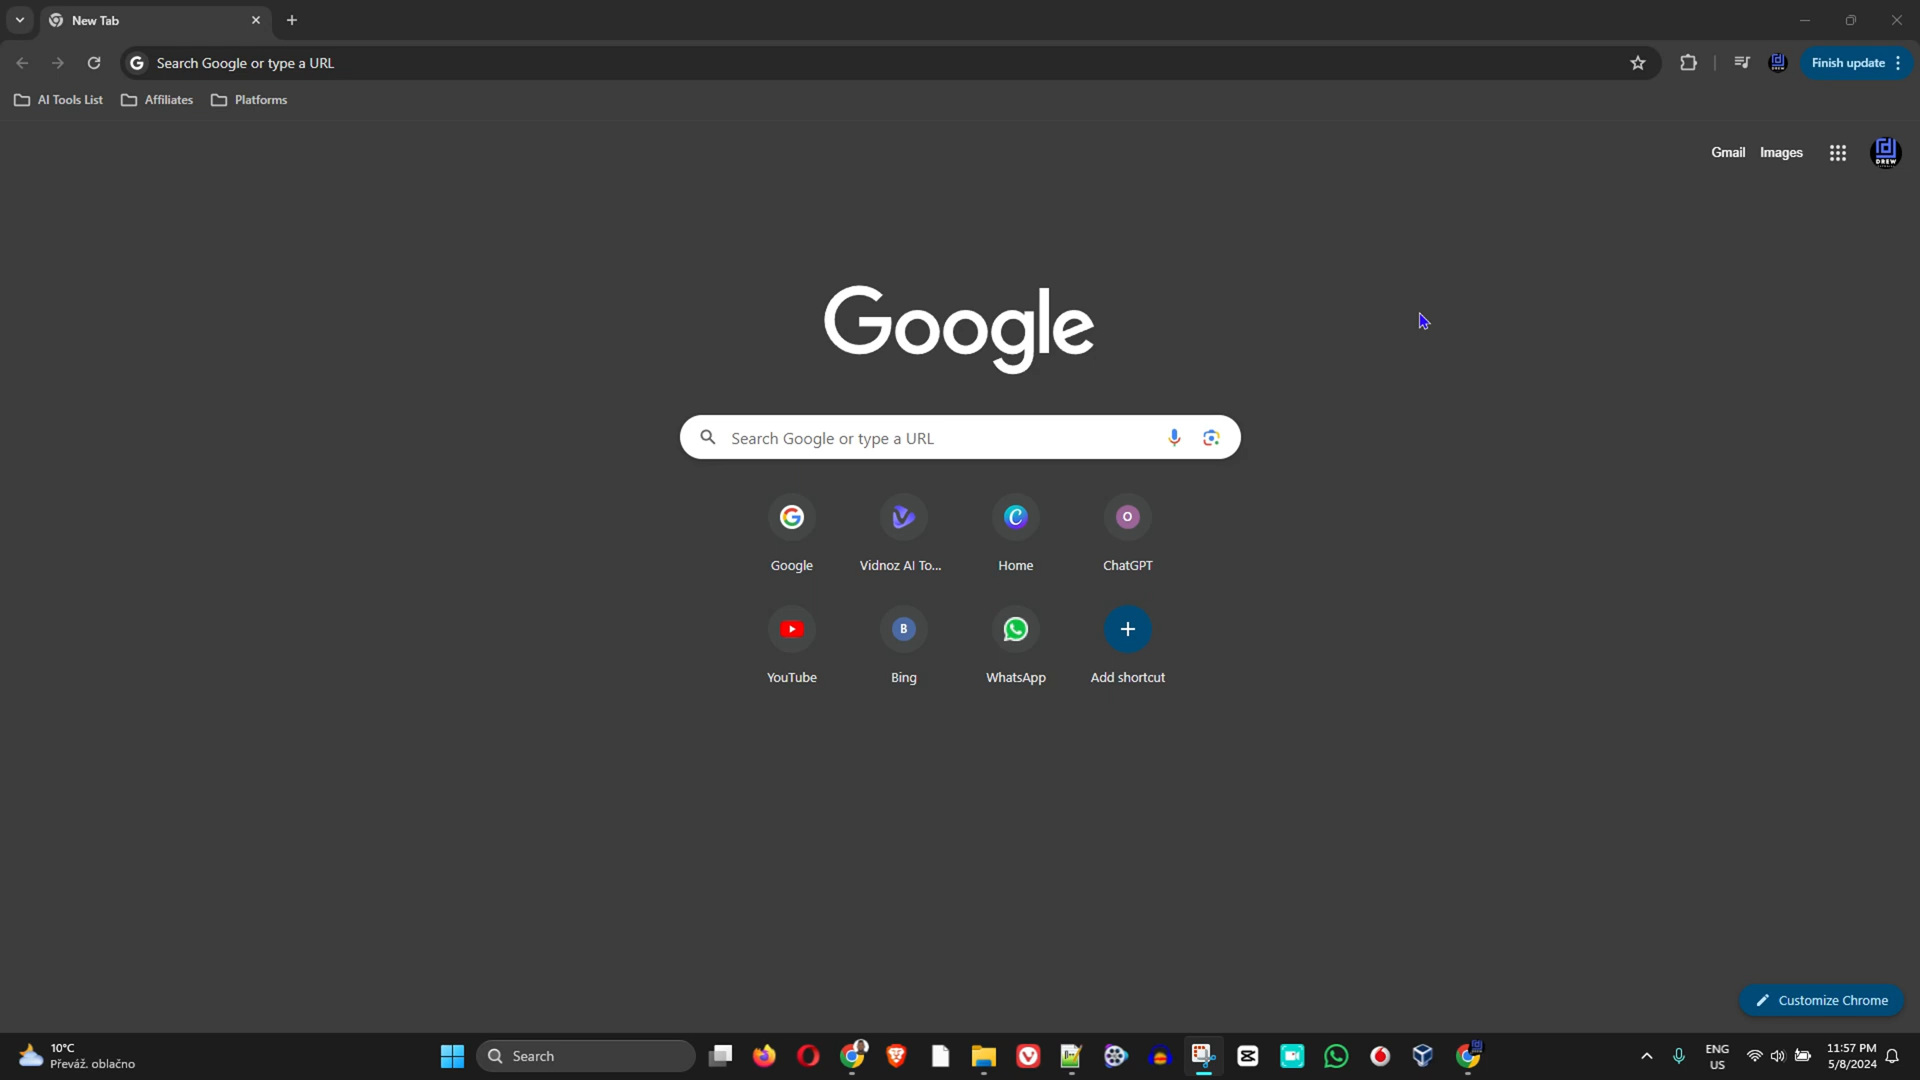 New Tab
Search Google or type a URL
Finish update
AI Tools List
Affiliates
Platforms
Gmail
Images
DREW
Google
Search Google or type a URL
Google
Vidnoz AI To...
Home
ChatGPT
O
YouTube
Bing
B
WhatsApp
Add shortcut
Customize Chrome
10°C
Převáž. oblačno
Search
ENG
US
11:57 PM
5/8/2024